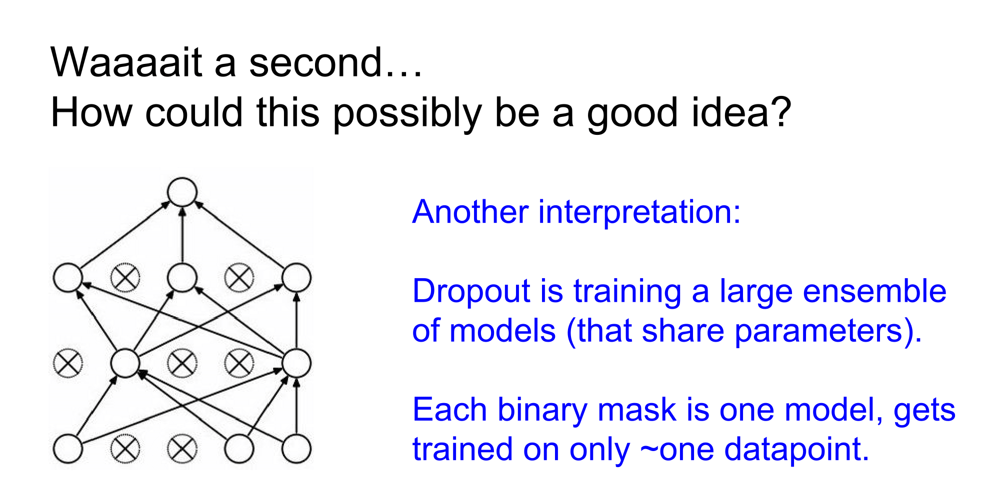 Waaaait a second…
How could this possibly be a good idea?
Another interpretation:
Dropout is training a large ensemble
of models (that share parameters).
Each binary mask is one model, gets
trained on only ~one datapoint.